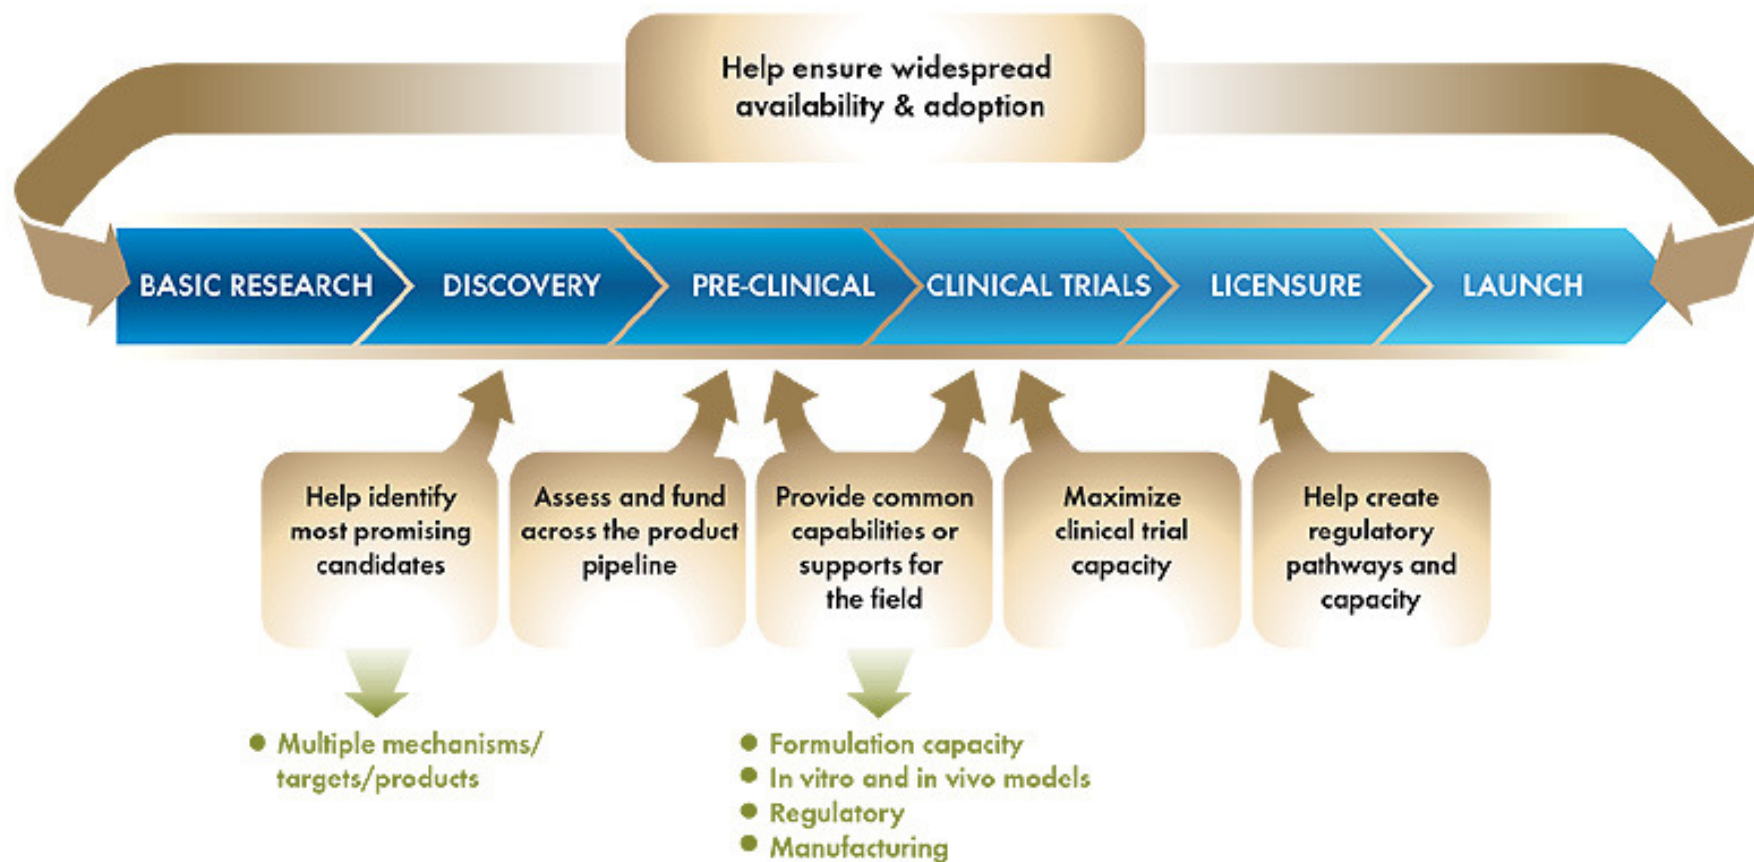 Help ensure widespread
availability & adoption
BASIC RESEARCH
DISCOVERY
PRE-CLINICAL
CLINICAL TRIALS
LICENSURE
LAUNCH
Help identify
most promising
candidates
Assess and fund
across the product
pipeline
Provide common
capabilities or
supports for
the field
Maximize
clinical trial
capacity
Help create
regulatory
pathways and
capacity
● Multiple mechanisms/
targets/products
● Formulation capacity
● In vitro and in vivo models
● Regulatory
● Manufacturing